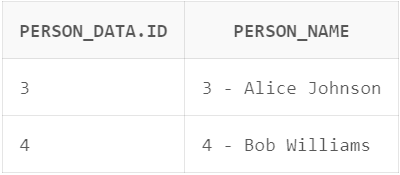 PERSON_DATA.ID PERSON_NAME
3 3 - Alice Johnson
4 4 - Bob Williams